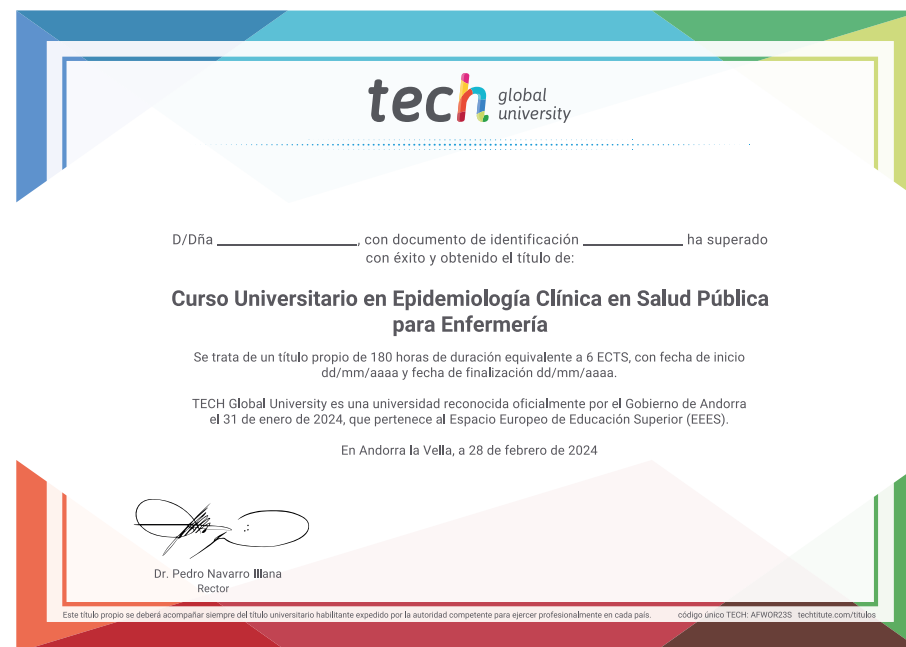 tech global university
D/Dña ____________________, con documento de identificación ______________ ha superado
con éxito y obtenido el título de:
Curso Universitario en Epidemiología Clínica en Salud Pública
para Enfermería
Se trata de un título propio de 180 horas de duración equivalente a 6 ECTS, con fecha de inicio
dd/mm/aaaa y fecha de finalización dd/mm/aaaa.
TECH Global University es una universidad reconocida oficialmente por el Gobierno de Andorra
el 31 de enero de 2024, que pertenece al Espacio Europeo de Educación Superior (EEES).
En Andorra la Vella, a 28 de febrero de 2024
Dr. Pedro Navarro Illana
Rector
Este título propio se deberá acompañar siempre del título universitario habilitante expedido por la autoridad competente para ejercer profesionalmente en cada país. código único TECH: AFWOR23S techtitute.com/titulos